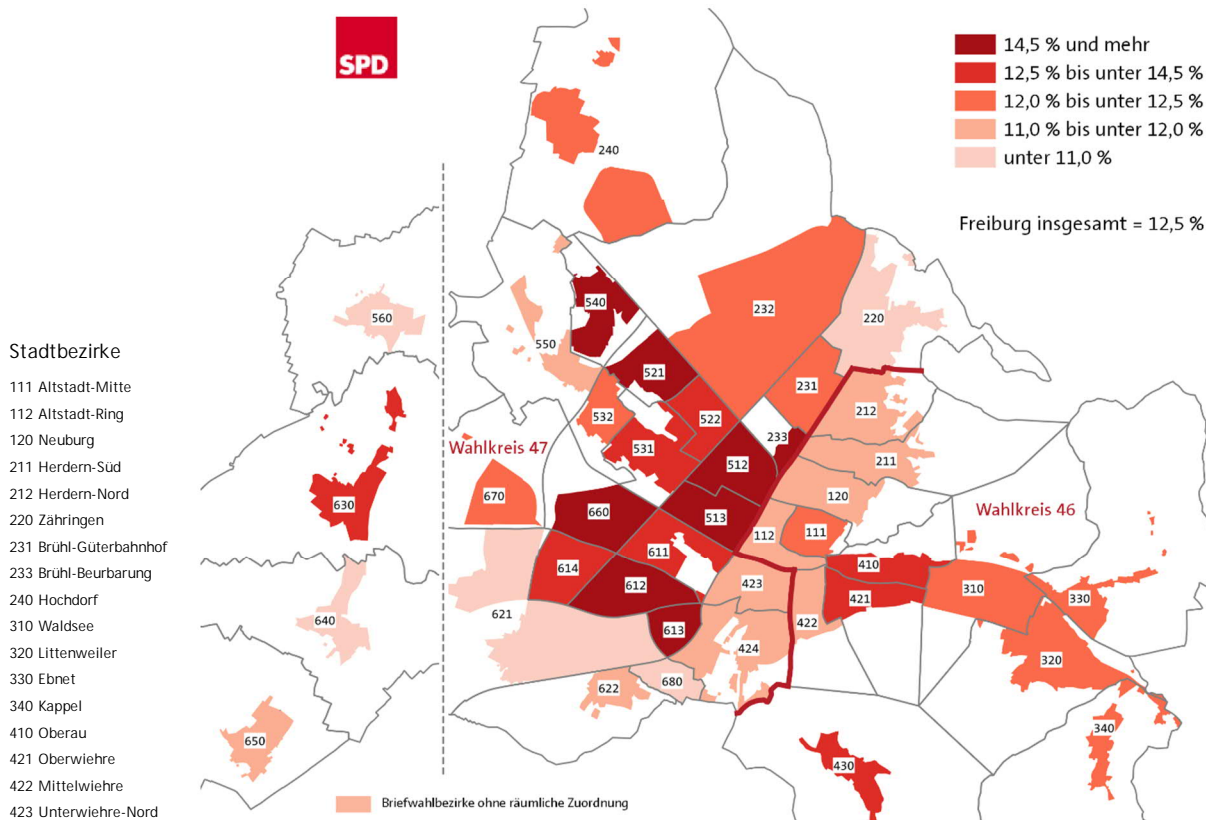 SPD
14,5 % und mehr
12,5 % bis unter 14,5 %
12,0 % bis unter 12,5 %
11,0 % bis unter 12,0 %
unter 11,0 %
Freiburg insgesamt = 12,5 %
240
540
232
560
220
550
521
231
532
522
212
Wahlkreis 47
531
233
512
211
670
120
630
Wahlkreis 46
660
513
112
111
611
410
614
612
423
310
330
421
621
640
613
422
424
320
622
680
340
650
430
Stadtbezirke
111 Altstadt-Mitte
112 Altstadt-Ring
120 Neuburg
211 Herdern-Süd
212 Herdern-Nord
220 Zähringen
231 Brühl-Güterbahnhof
233 Brühl-Beurbarung
240 Hochdorf
310 Waldsee
320 Littenweiler
330 Ebnet
340 Kappel
410 Oberau
421 Oberwiehre
422 Mittelwiehre
423 Unterwiehre-Nord
Briefwahlbezirke ohne räumliche Zuordnung